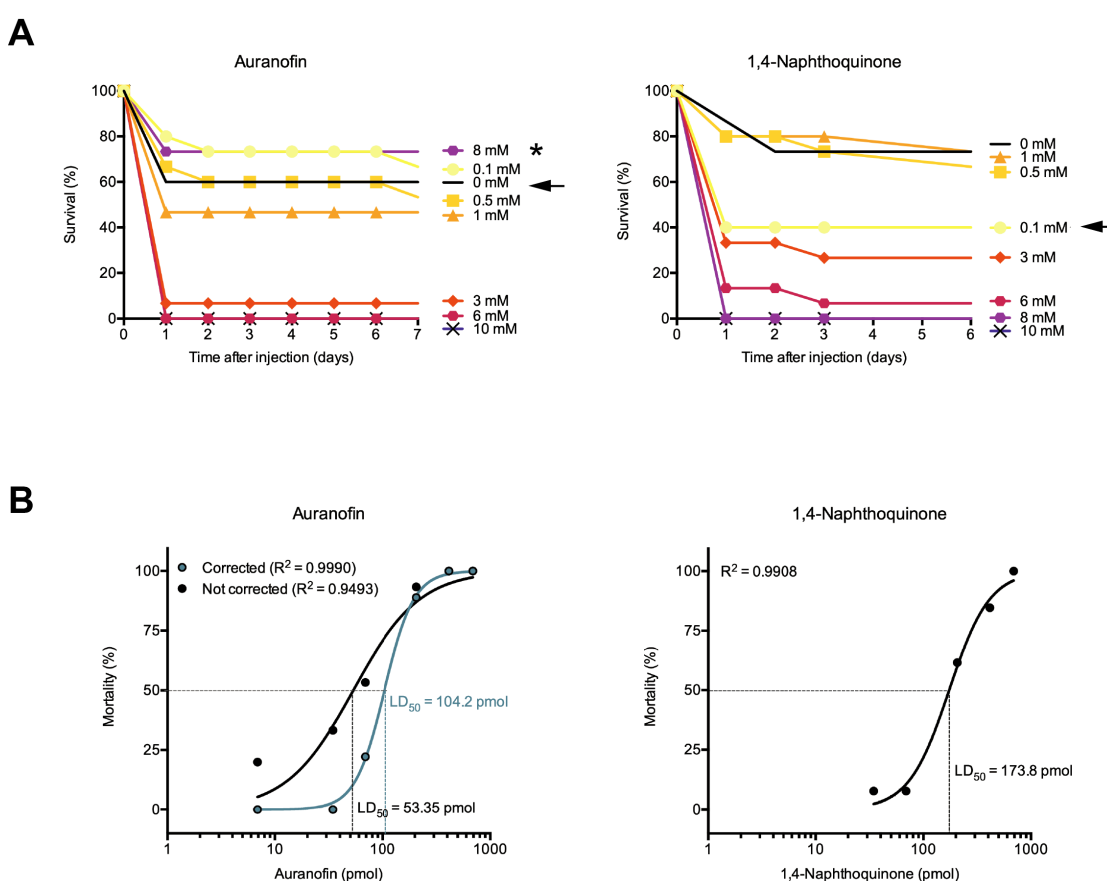 A
Auranofin
Survival (%)
100
80
60
40
20
0
0 1 2 3 4 5 6 7
Time after injection (days)
8 mM *
0.1 mM
0 mM
0.5 mM
1 mM
3 mM
6 mM
10 mM
1,4-Naphthoquinone
Survival (%)
100
80
60
40
20
0
0 1 2 3 4 5 6
Time after injection (days)
0 mM
1 mM
0.5 mM
0.1 mM
3 mM
6 mM
8 mM
10 mM
B
Auranofin
Corrected (R² = 0.9990)
Not corrected (R² = 0.9493)
Mortality (%)
100
75
50
25
0
LD₅₀ = 104.2 pmol
LD₅₀ = 53.35 pmol
1 10 100 1000
Auranofin (pmol)
1,4-Naphthoquinone
R² = 0.9908
Mortality (%)
100
75
50
25
0
LD₅₀ = 173.8 pmol
1 10 100 1000
1,4-Naphthoquinone (pmol)